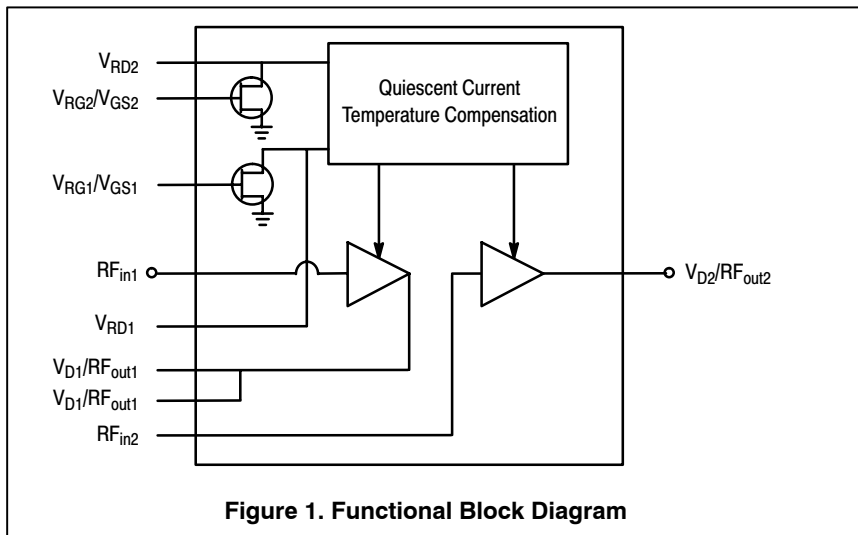 V_RD2
V_RG2/V_GS2
Quiescent Current
Temperature Compensation
V_RG1/V_GS1
RF_in1
V_D2/RF_out2
V_RD1
V_D1/RF_out1
V_D1/RF_out1
RF_in2
Figure 1. Functional Block Diagram